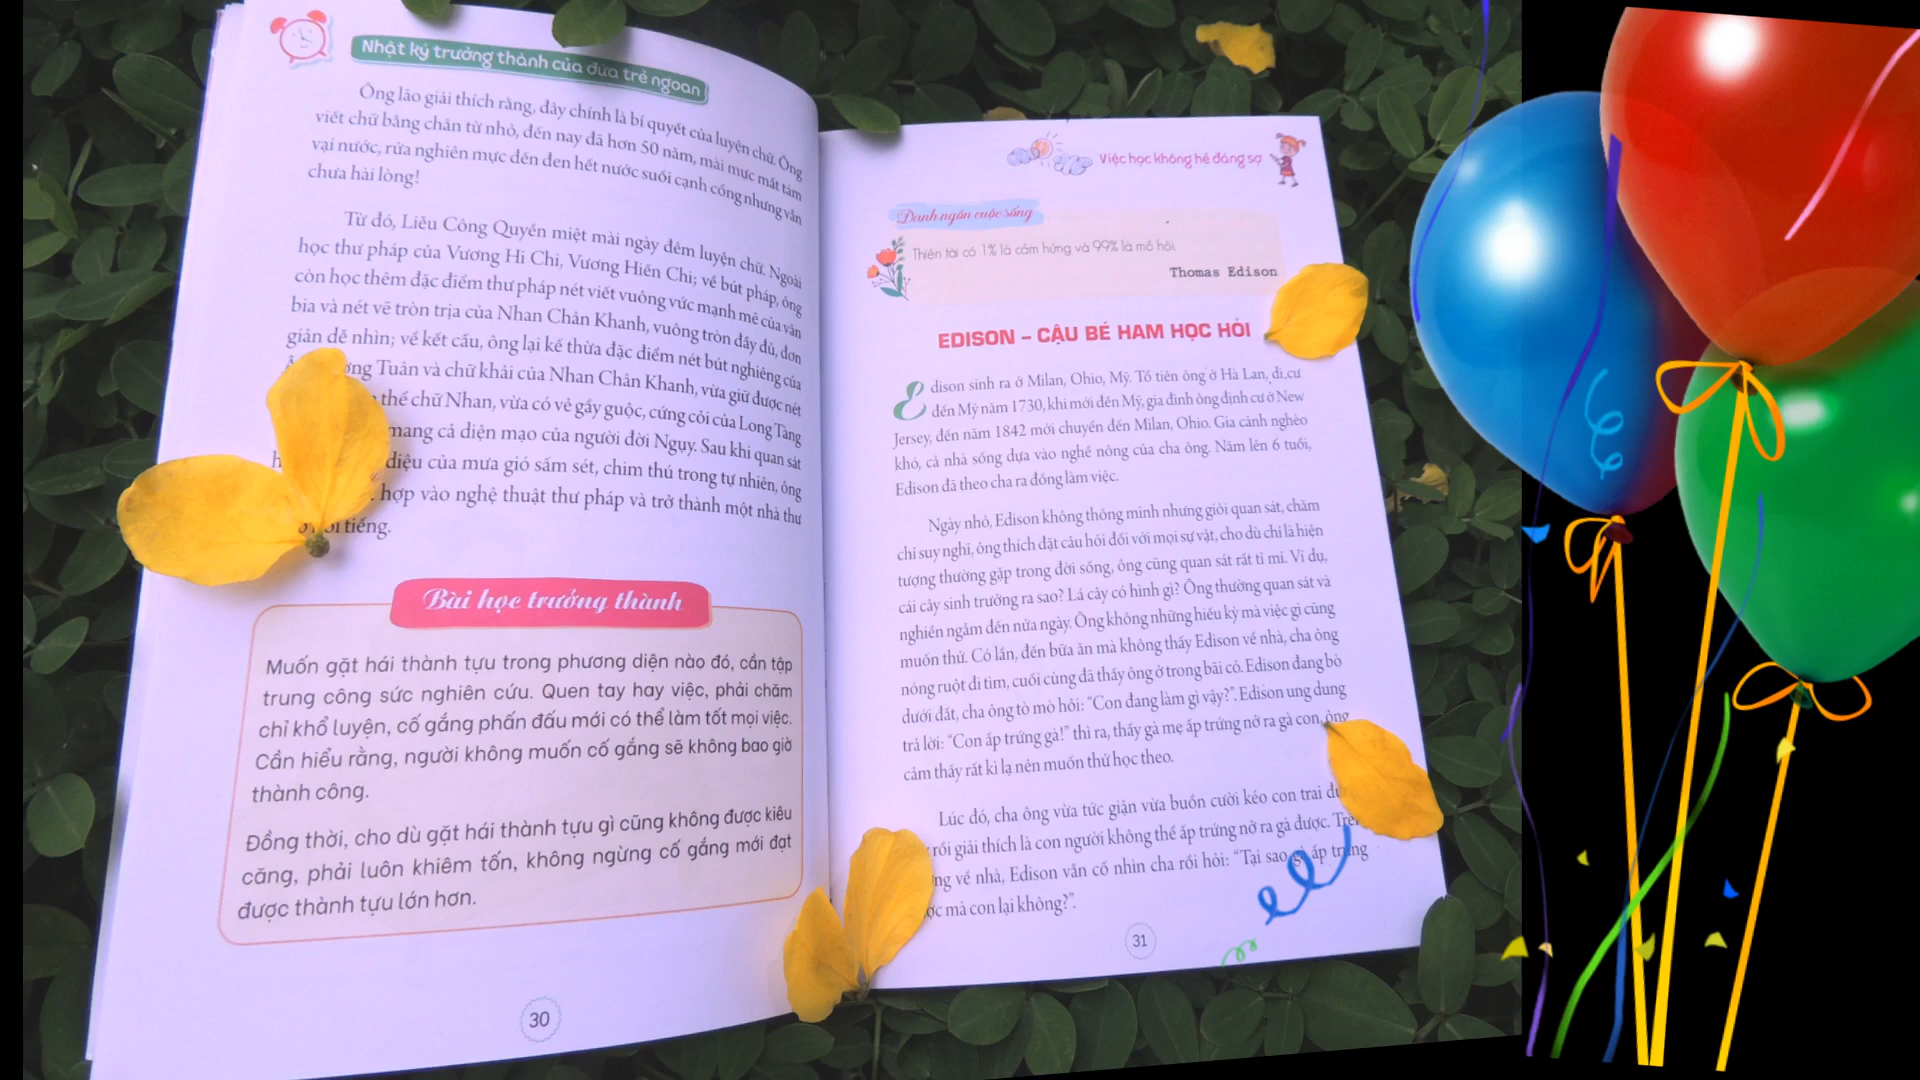 Nhật ký trưởng thành của đứa trẻ ngoan
Ông lão giải thích rằng, đây chính là bí quyết của luyện chữ. Ông
viết chữ bằng chân từ nhỏ, đến nay đã hơn 50 năm, mài mực mất tám
vại nước, rửa nghiên mực đến đen hết nước suối cạnh cổng nhưng vẫn
chưa hài lòng!
Từ đó, Liễu Công Quyền miệt mài ngày đêm luyện chữ. Ngoài
học thư pháp của Vương Hi Chi, Vương Hiến Chi; về bút pháp, ông
còn học thêm đặc điểm thư pháp nét viết vuông vức mạnh mẽ của văn
bia và nét vẽ tròn trịa của Nhan Chân Khanh, vuông tròn đầy đủ, đơn
giản dễ nhìn; về kết cấu, ông lại kế thừa đặc điểm nét bút nghiêng của
Tuân và chữ khải của Nhan Chân Khanh, vừa giữ được nét
thể chữ Nhan, vừa có vẻ gầy guộc, cứng cỏi của Long Tàng
mang cả diện mạo của người đời Ngụy. Sau khi quan sát
điệu của mưa gió sấm sét, chim thú trong tự nhiên, ông
hợp vào nghệ thuật thư pháp và trở thành một nhà thư
tiếng.
Bài học trưởng thành
Muốn gặt hái thành tựu trong phương diện nào đó, cần tập
trung công sức nghiên cứu. Quen tay hay việc, phải chăm
chỉ khổ luyện, cố gắng phấn đấu mới có thể làm tốt mọi việc.
Cần hiểu rằng, người không muốn cố gắng sẽ không bao giờ
thành công.
Đồng thời, cho dù gặt hái thành tựu gì cũng không được kiêu
căng, phải luôn khiêm tốn, không ngừng cố gắng mới đạt
được thành tựu lớn hơn.
30
Việc học không hề đáng sợ
Danh ngôn cuộc sống
Thiên tài có 1% là cảm hứng và 99% là mồ hôi.
Thomas Edison
EDISON – CẬU BÉ HAM HỌC HỎI
Edison sinh ra ở Milan, Ohio, Mỹ. Tổ tiên ông ở Hà Lan, di cư
đến Mỹ năm 1730, khi mới đến Mỹ, gia đình ông định cư ở New
Jersey, đến năm 1842 mới chuyển đến Milan, Ohio. Gia cảnh nghèo
khó, cả nhà sống dựa vào nghề nông của cha ông. Năm lên 6 tuổi,
Edison đã theo cha ra đồng làm việc.
Ngày nhỏ, Edison không thông minh nhưng giỏi quan sát, chăm
chỉ suy nghĩ, ông thích đặt câu hỏi đối với mọi sự vật, cho dù chỉ là hiện
tượng thường gặp trong đời sống, ông cũng quan sát rất tỉ mỉ. Ví dụ,
cái cây sinh trưởng ra sao? Lá cây có hình gì? Ông thường quan sát và
nghiền ngẫm đến nửa ngày. Ông không những hiếu kỳ mà việc gì cũng
muốn thử. Có lần, đến bữa ăn mà không thấy Edison về nhà, cha ông
nóng ruột đi tìm, cuối cùng đã thấy ông ở trong bãi cỏ. Edison đang bò
dưới đất, cha ông tò mò hỏi: “Con đang làm gì vậy?”. Edison ung dung
trả lời: “Con ấp trứng gà!” thì ra, thấy gà mẹ ấp trứng nở ra gà con, ông
cảm thấy rất kì lạ nên muốn thử học theo.
Lúc đó, cha ông vừa tức giận vừa buồn cười kéo con trai
rồi giải thích là con người không thể ấp trứng nở ra gà được. Trên
về nhà, Edison vẫn cố nhìn cha rồi hỏi: “Tại sao gà ấp trứng
mà con lại không?”.
31